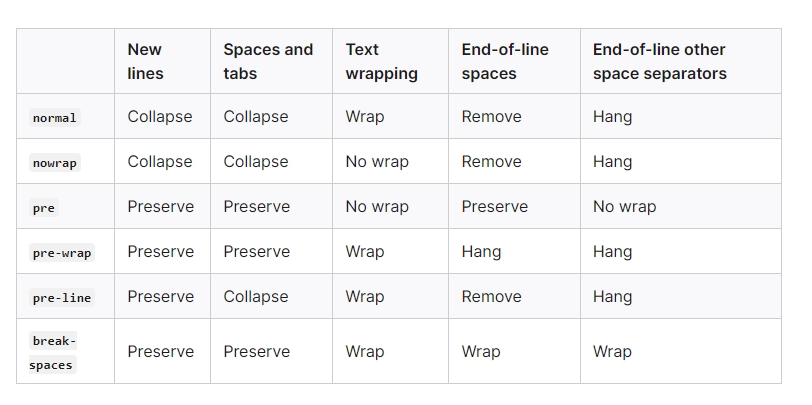 New lines Spaces and tabs Text wrapping End-of-line spaces End-of-line other space separators
normal Collapse Collapse Wrap Remove Hang
nowrap Collapse Collapse No wrap Remove Hang
pre Preserve Preserve No wrap Preserve No wrap
pre-wrap Preserve Preserve Wrap Hang Hang
pre-line Preserve Collapse Wrap Remove Hang
break-spaces Preserve Preserve Wrap Wrap Wrap